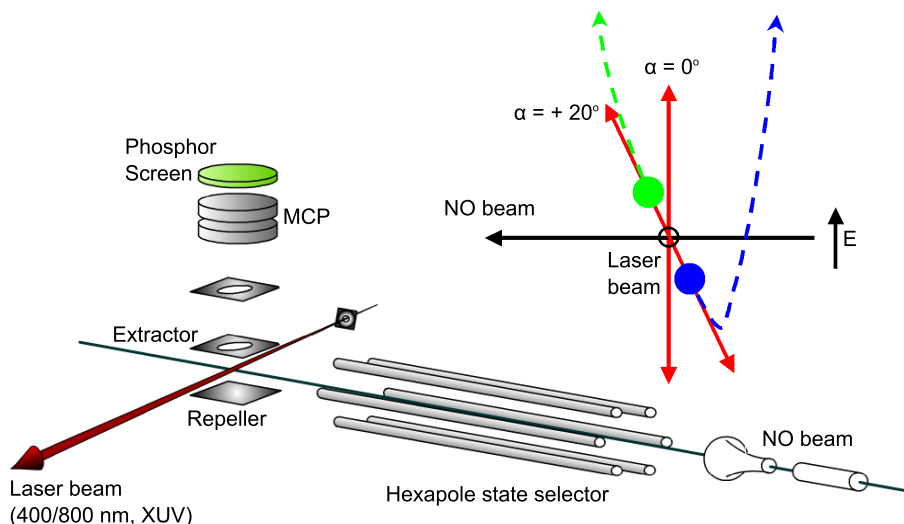 Phosphor
Screen
MCP
Extractor
Repeller
Laser beam
(400/800 nm, XUV)
Hexapole state selector
NO beam
α = 0°
α = + 20°
NO beam
Laser
beam
E